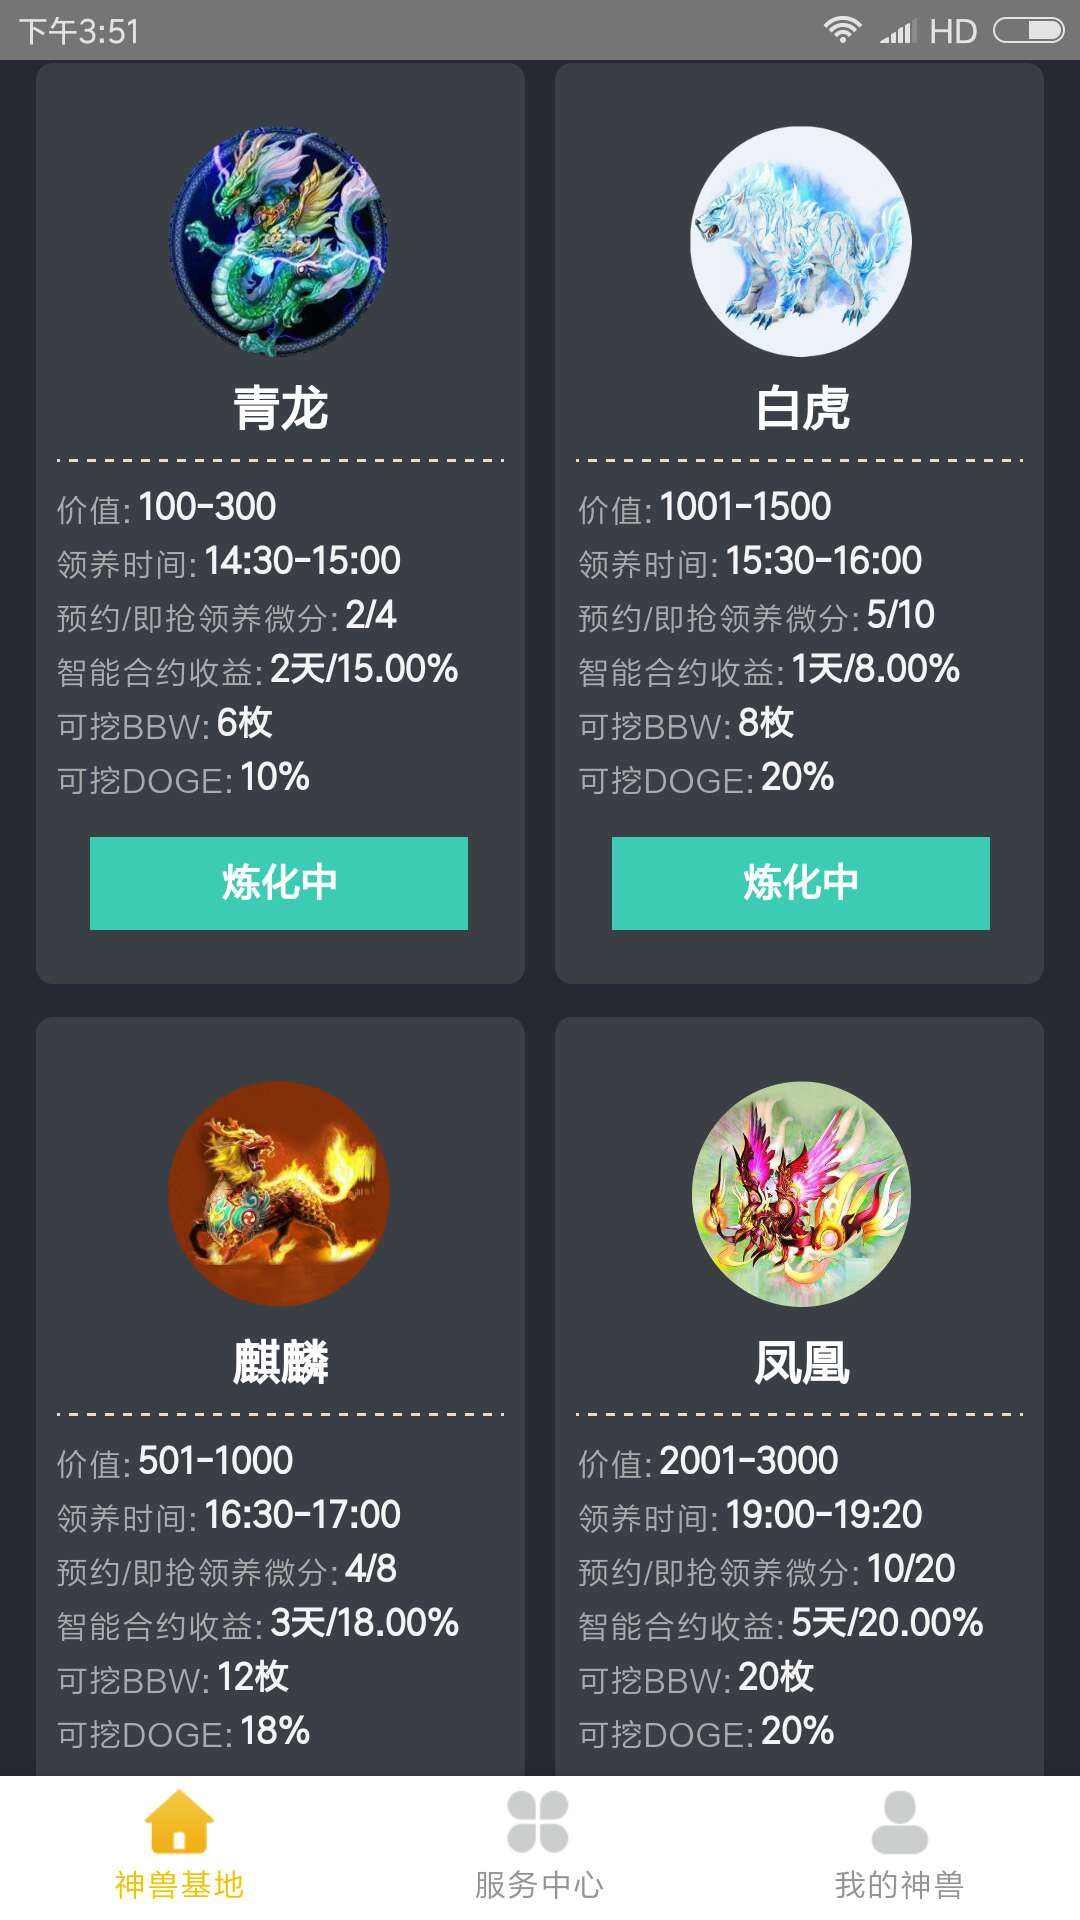 下午3:51 HD
青龙
价值: 100-300
领养时间: 14:30-15:00
预约/即抢领养微分: 2/4
智能合约收益: 2天/15.00%
可挖BBW: 6枚
可挖DOGE: 10%
炼化中
白虎
价值: 1001-1500
领养时间: 15:30-16:00
预约/即抢领养微分: 5/10
智能合约收益: 1天/8.00%
可挖BBW: 8枚
可挖DOGE: 20%
炼化中
麒麟
价值: 501-1000
领养时间: 16:30-17:00
预约/即抢领养微分: 4/8
智能合约收益: 3天/18.00%
可挖BBW: 12枚
可挖DOGE: 18%
凤凰
价值: 2001-3000
领养时间: 19:00-19:20
预约/即抢领养微分: 10/20
智能合约收益: 5天/20.00%
可挖BBW: 20枚
可挖DOGE: 20%
神兽基地 服务中心 我的神兽